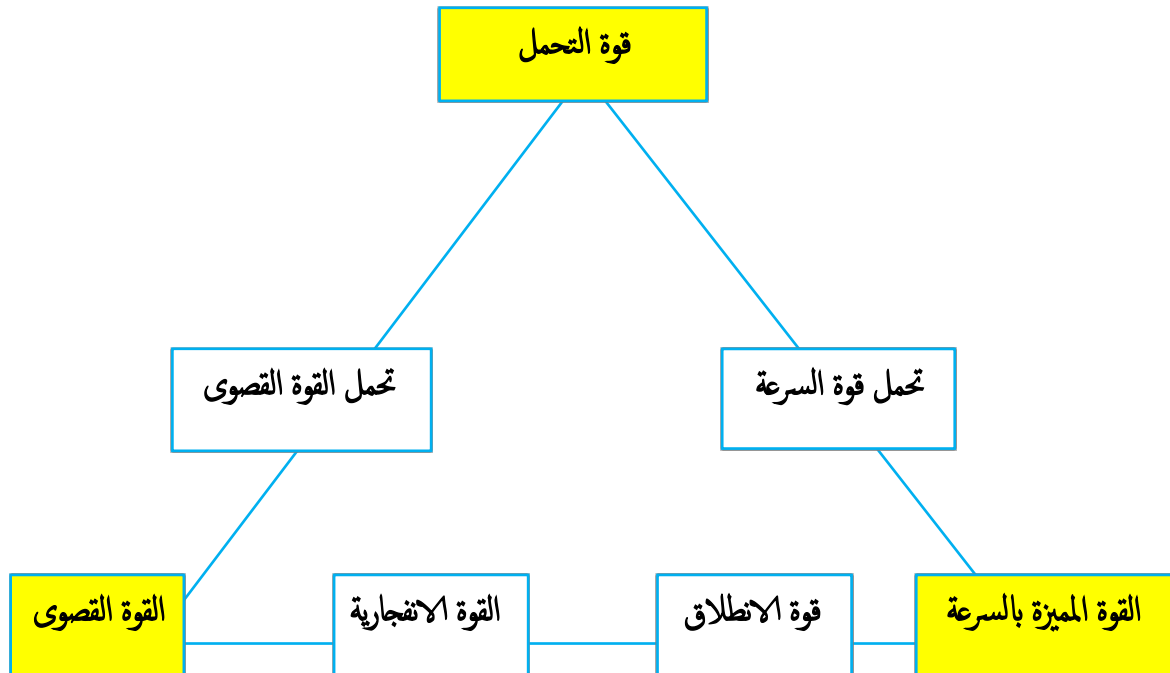 قوة التحمل
تحمل قوة السرعة
تحمل القوة القصوى
القوة المميزة بالسرعة
قوة الانطلاق
القوة الانفجارية
القوة القصوى